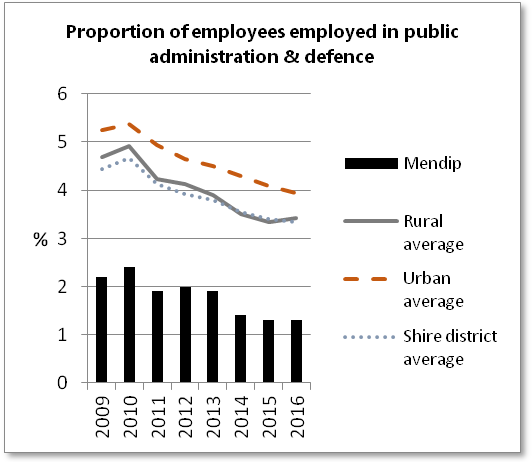 Proportion of employees employed in public
administration & defence
6
5
4
3
2
1
0
%
2009
2010
2011
2012
2013
2014
2015
2016
Mendip
Rural
average
Urban
average
Shire district
average